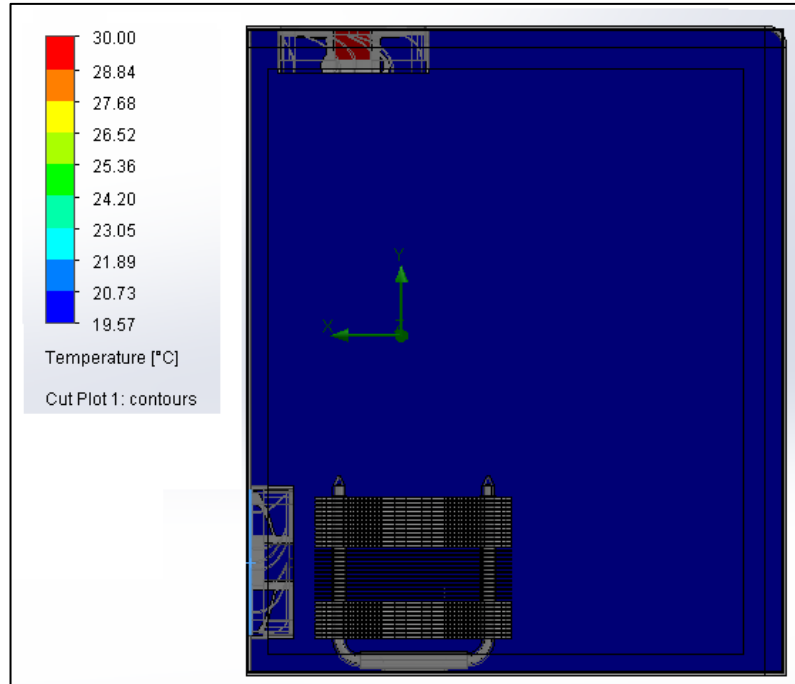 30.00
28.84
27.68
26.52
25.36
24.20
23.05
21.89
20.73
19.57
Temperature [°C]
Cut Plot 1: contours
Y
X